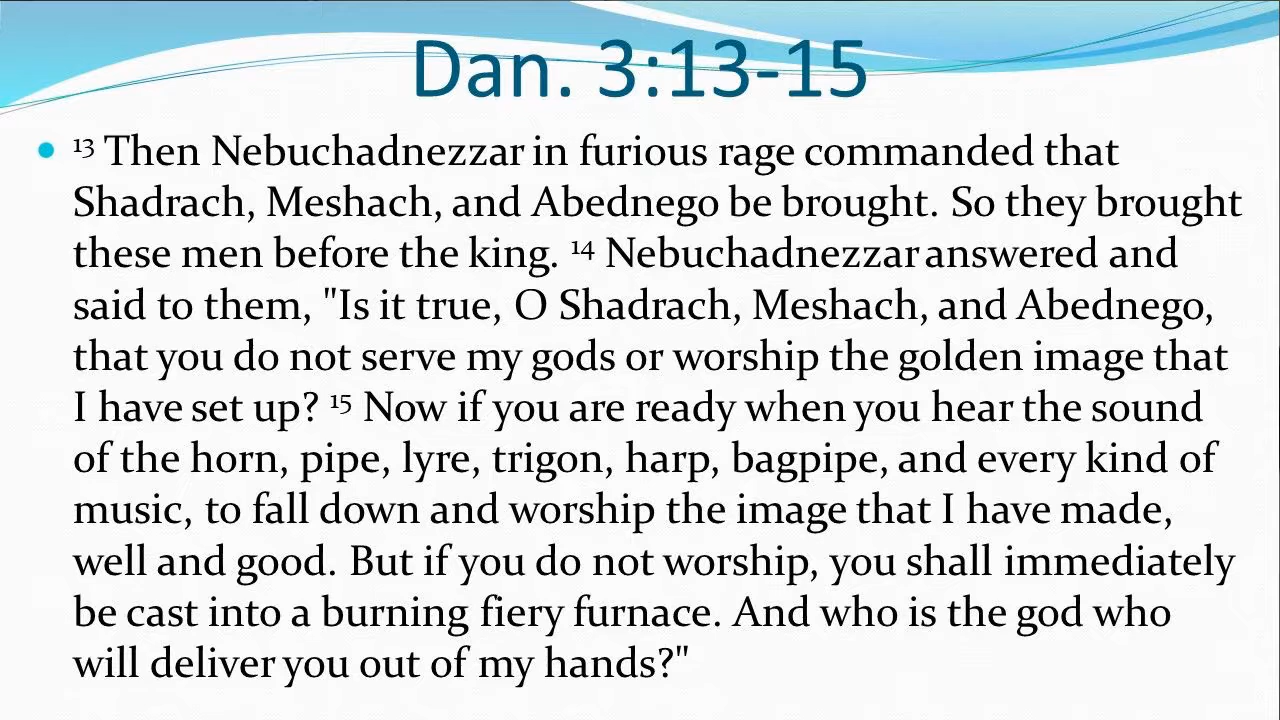 Dan. 3:13-15
• ¹³ Then Nebuchadnezzar in furious rage commanded that
Shadrach, Meshach, and Abednego be brought. So they brought
these men before the king. ¹⁴ Nebuchadnezzar answered and
said to them, "Is it true, O Shadrach, Meshach, and Abednego,
that you do not serve my gods or worship the golden image that
I have set up? ¹⁵ Now if you are ready when you hear the sound
of the horn, pipe, lyre, trigon, harp, bagpipe, and every kind of
music, to fall down and worship the image that I have made,
well and good. But if you do not worship, you shall immediately
be cast into a burning fiery furnace. And who is the god who
will deliver you out of my hands?"